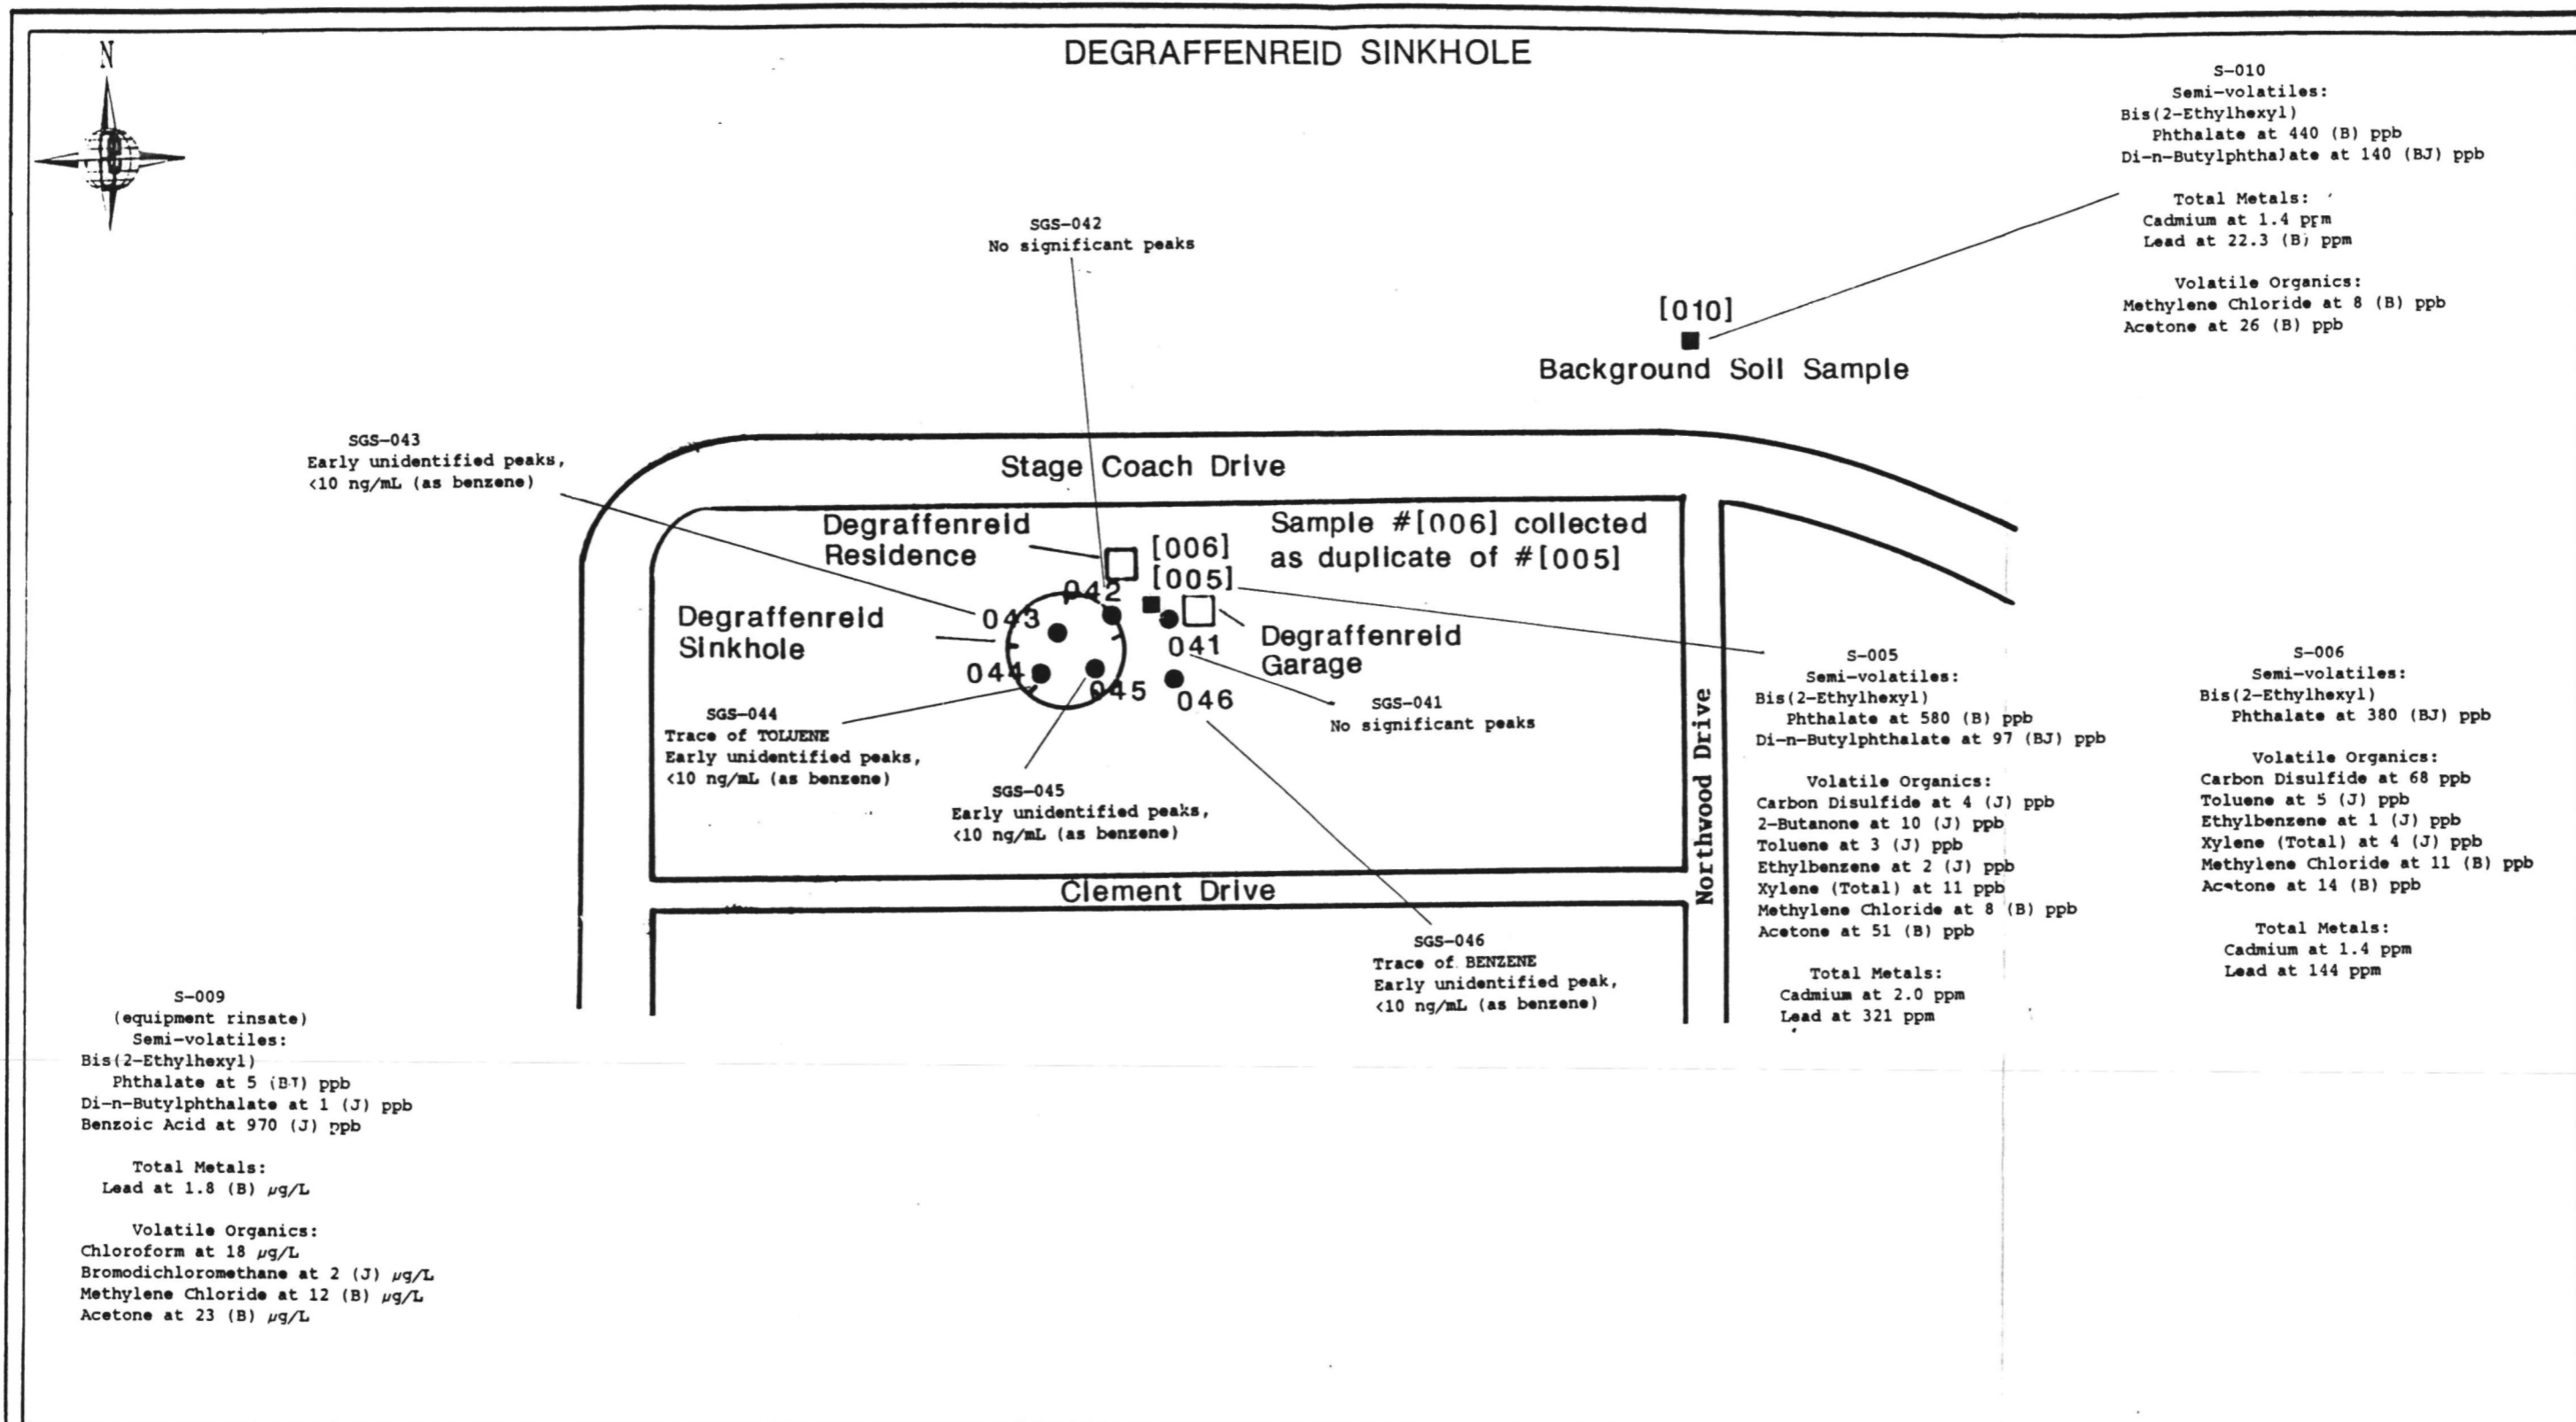 N
DEGRAFFENREID SINKHOLE
S-010
Semi-volatiles:
Bis(2-Ethylhexyl)
Phthalate at 440 (B) ppb
Di-n-Butylphthalate at 140 (BJ) ppb
Total Metals:
Cadmium at 1.4 ppm
Lead at 22.3 (B) ppm
Volatile Organics:
Methylene Chloride at 8 (B) ppb
Acetone at 26 (B) ppb
SGS-042
No significant peaks
[010]
Background Soil Sample
SGS-043
Early unidentified peaks,
<10 ng/mL (as benzene)
Stage Coach Drive
Degraffenreid
Residence
[006]
[005]
Sample #[006] collected
as duplicate of #[005]
042
043
Degraffenreid
Sinkhole
041
Degraffenreid
Garage
044
045
046
SGS-044
Trace of TOLUENE
Early unidentified peaks,
<10 ng/mL (as benzene)
SGS-041
No significant peaks
SGS-045
Early unidentified peaks,
<10 ng/mL (as benzene)
Northwood Drive
Clement Drive
SGS-046
Trace of BENZENE
Early unidentified peak,
<10 ng/mL (as benzene)
S-005
Semi-volatiles:
Bis(2-Ethylhexyl)
Phthalate at 580 (B) ppb
Di-n-Butylphthalate at 97 (BJ) ppb
Volatile Organics:
Carbon Disulfide at 4 (J) ppb
2-Butanone at 10 (J) ppb
Toluene at 3 (J) ppb
Ethylbenzene at 2 (J) ppb
Xylene (Total) at 11 ppb
Methylene Chloride at 8 (B) ppb
Acetone at 51 (B) ppb
Total Metals:
Cadmium at 2.0 ppm
Lead at 321 ppm
S-006
Semi-volatiles:
Bis(2-Ethylhexyl)
Phthalate at 380 (BJ) ppb
Volatile Organics:
Carbon Disulfide at 68 ppb
Toluene at 5 (J) ppb
Ethylbenzene at 1 (J) ppb
Xylene (Total) at 4 (J) ppb
Methylene Chloride at 11 (B) ppb
Acetone at 14 (B) ppb
Total Metals:
Cadmium at 1.4 ppm
Lead at 144 ppm
S-009
(equipment rinsate)
Semi-volatiles:
Bis(2-Ethylhexyl)
Phthalate at 5 (BJ) ppb
Di-n-Butylphthalate at 1 (J) ppb
Benzoic Acid at 970 (J) ppb
Total Metals:
Lead at 1.8 (B) µg/L
Volatile Organics:
Chloroform at 18 µg/L
Bromodichloromethane at 2 (J) µg/L
Methylene Chloride at 12 (B) µg/L
Acetone at 23 (B) µg/L